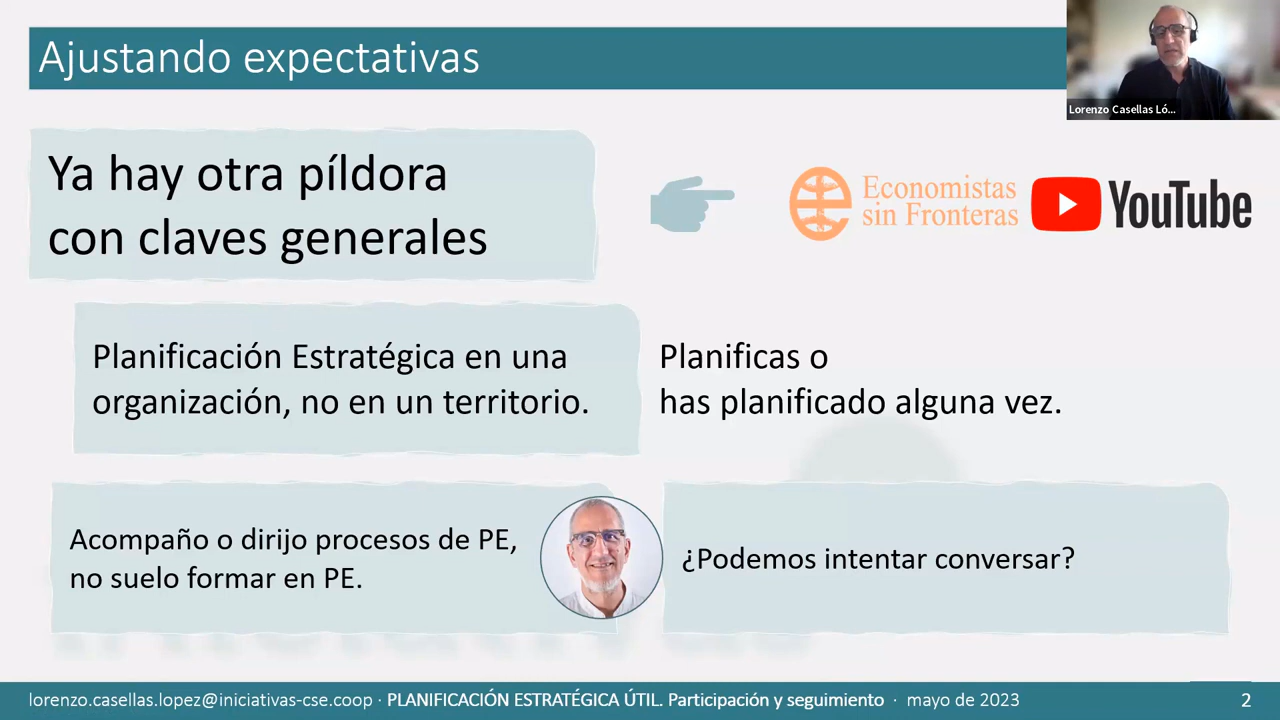 Ajustando expectativas
Lorenzo Casellas Ló...
Ya hay otra píldora
con claves generales
Economistas
sin Fronteras
YouTube
Planificación Estratégica en una
organización, no en un territorio.
Planificas o
has planificado alguna vez.
Acompaño o dirijo procesos de PE,
no suelo formar en PE.
¿Podemos intentar conversar?
lorenzo.casellas.lopez@iniciativas-cse.coop · PLANIFICACIÓN ESTRATÉGICA ÚTIL. Participación y seguimiento · mayo de 2023
2